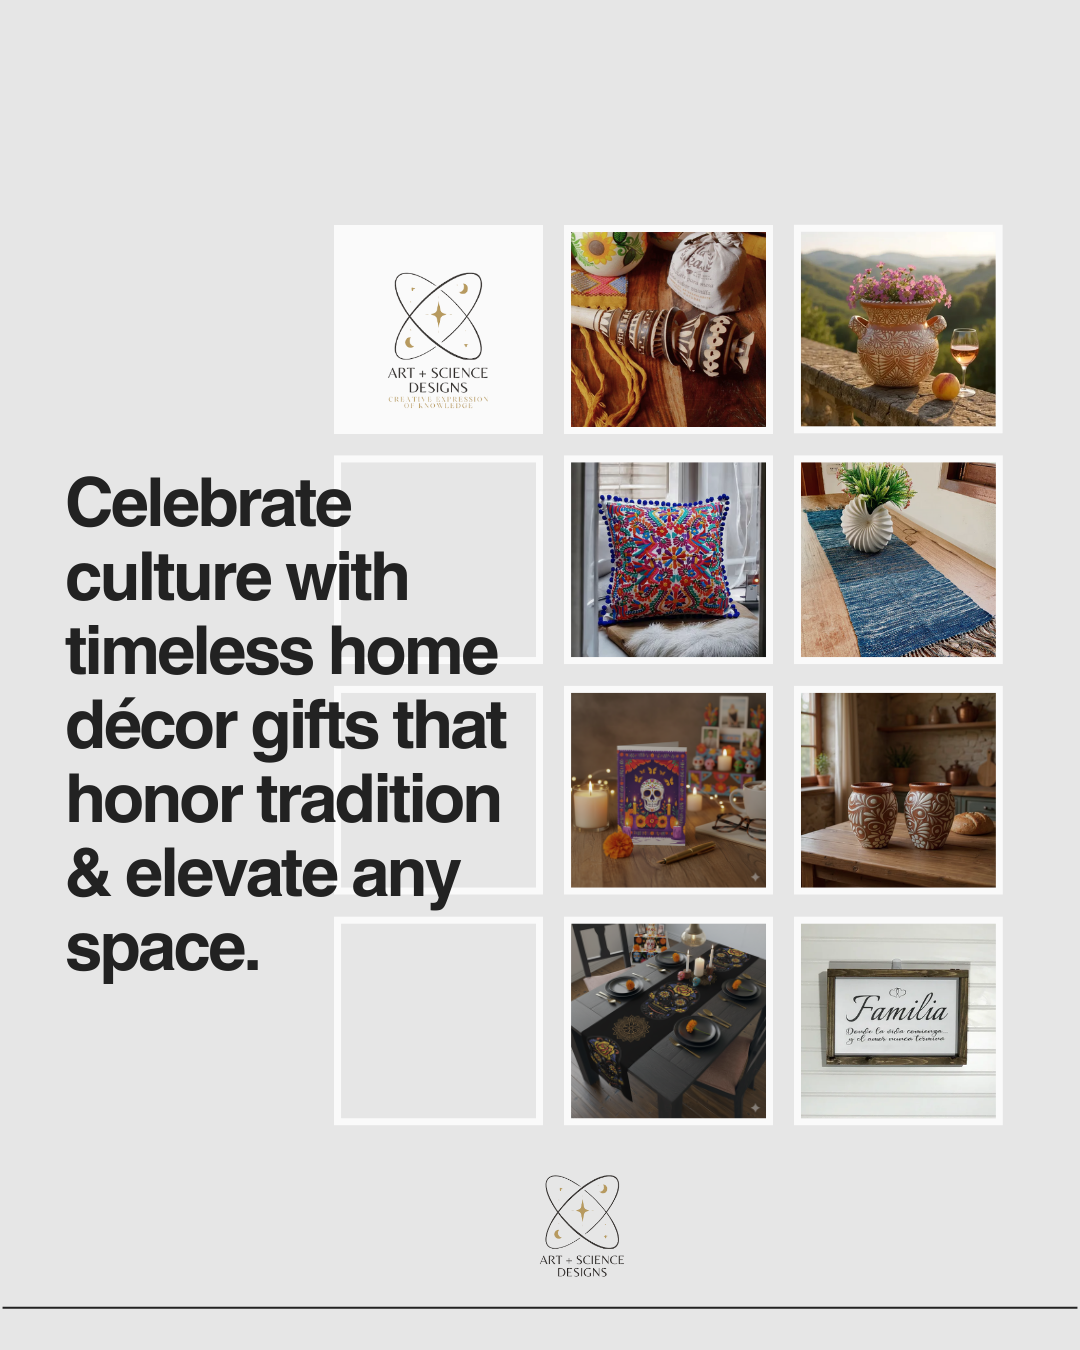 ART + SCIENCE
DESIGNS
CREATIVE EXPRESSION
OF KNOWLEDGE
Celebrate
culture with
timeless home
décor gifts that
honor tradition
& elevate any
space.
Familia
Donde la vida comienza...
y el amor nunca termina
ART + SCIENCE
DESIGNS